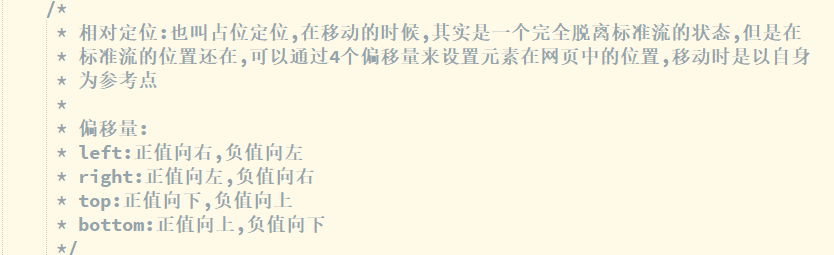 /*
* 相对定位:也叫占位定位,在移动的时候,其实是一个完全脱离标准流的状态,但是在
* 标准流的位置还在,可以通过4个偏移量来设置元素在网页中的位置,移动时是以自身
* 为参考点
*
* 偏移量:
* left:正值向右,负值向左
* right:正值向左,负值向右
* top:正值向下,负值向上
* bottom:正值向上,负值向下
*/